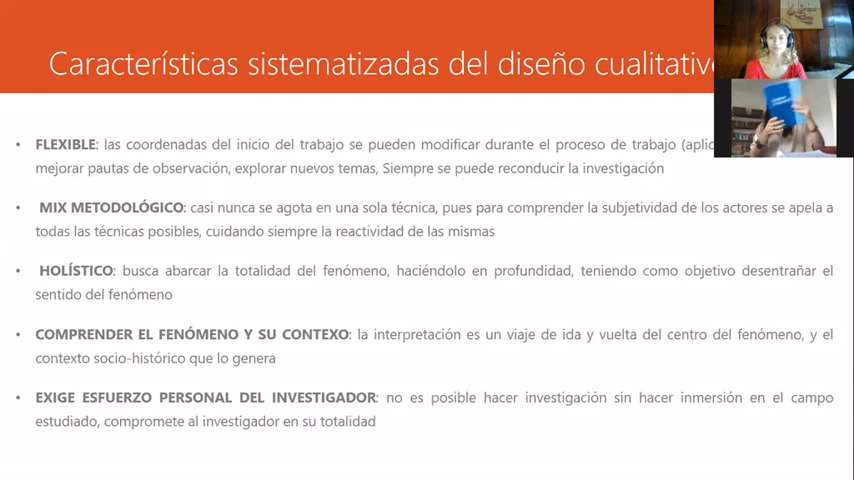 Características sistematizadas del diseño cualitativo
• FLEXIBLE: las coordenadas del inicio del trabajo se pueden modificar durante el proceso de trabajo
mejorar pautas de observación, explorar nuevos temas, Siempre se puede reconducir la investigación
• MIX METODOLÓGICO: casi nunca se agota en una sola técnica, pues para comprender la subjetividad de los actores se apela a
todas las técnicas posibles, cuidando siempre la reactividad de las mismas
• HOLÍSTICO: busca abarcar la totalidad del fenómeno, haciéndolo en profundidad, teniendo como objetivo desentrañar el
sentido del fenómeno
• COMPRENDER EL FENÓMENO Y SU CONTEXO: la interpretación es un viaje de ida y vuelta del centro del fenómeno, y el
contexto socio-histórico que lo genera
• EXIGE ESFUERZO PERSONAL DEL INVESTIGADOR: no es posible hacer investigación sin hacer inmersión en el campo
estudiado, compromete al investigador en su totalidad